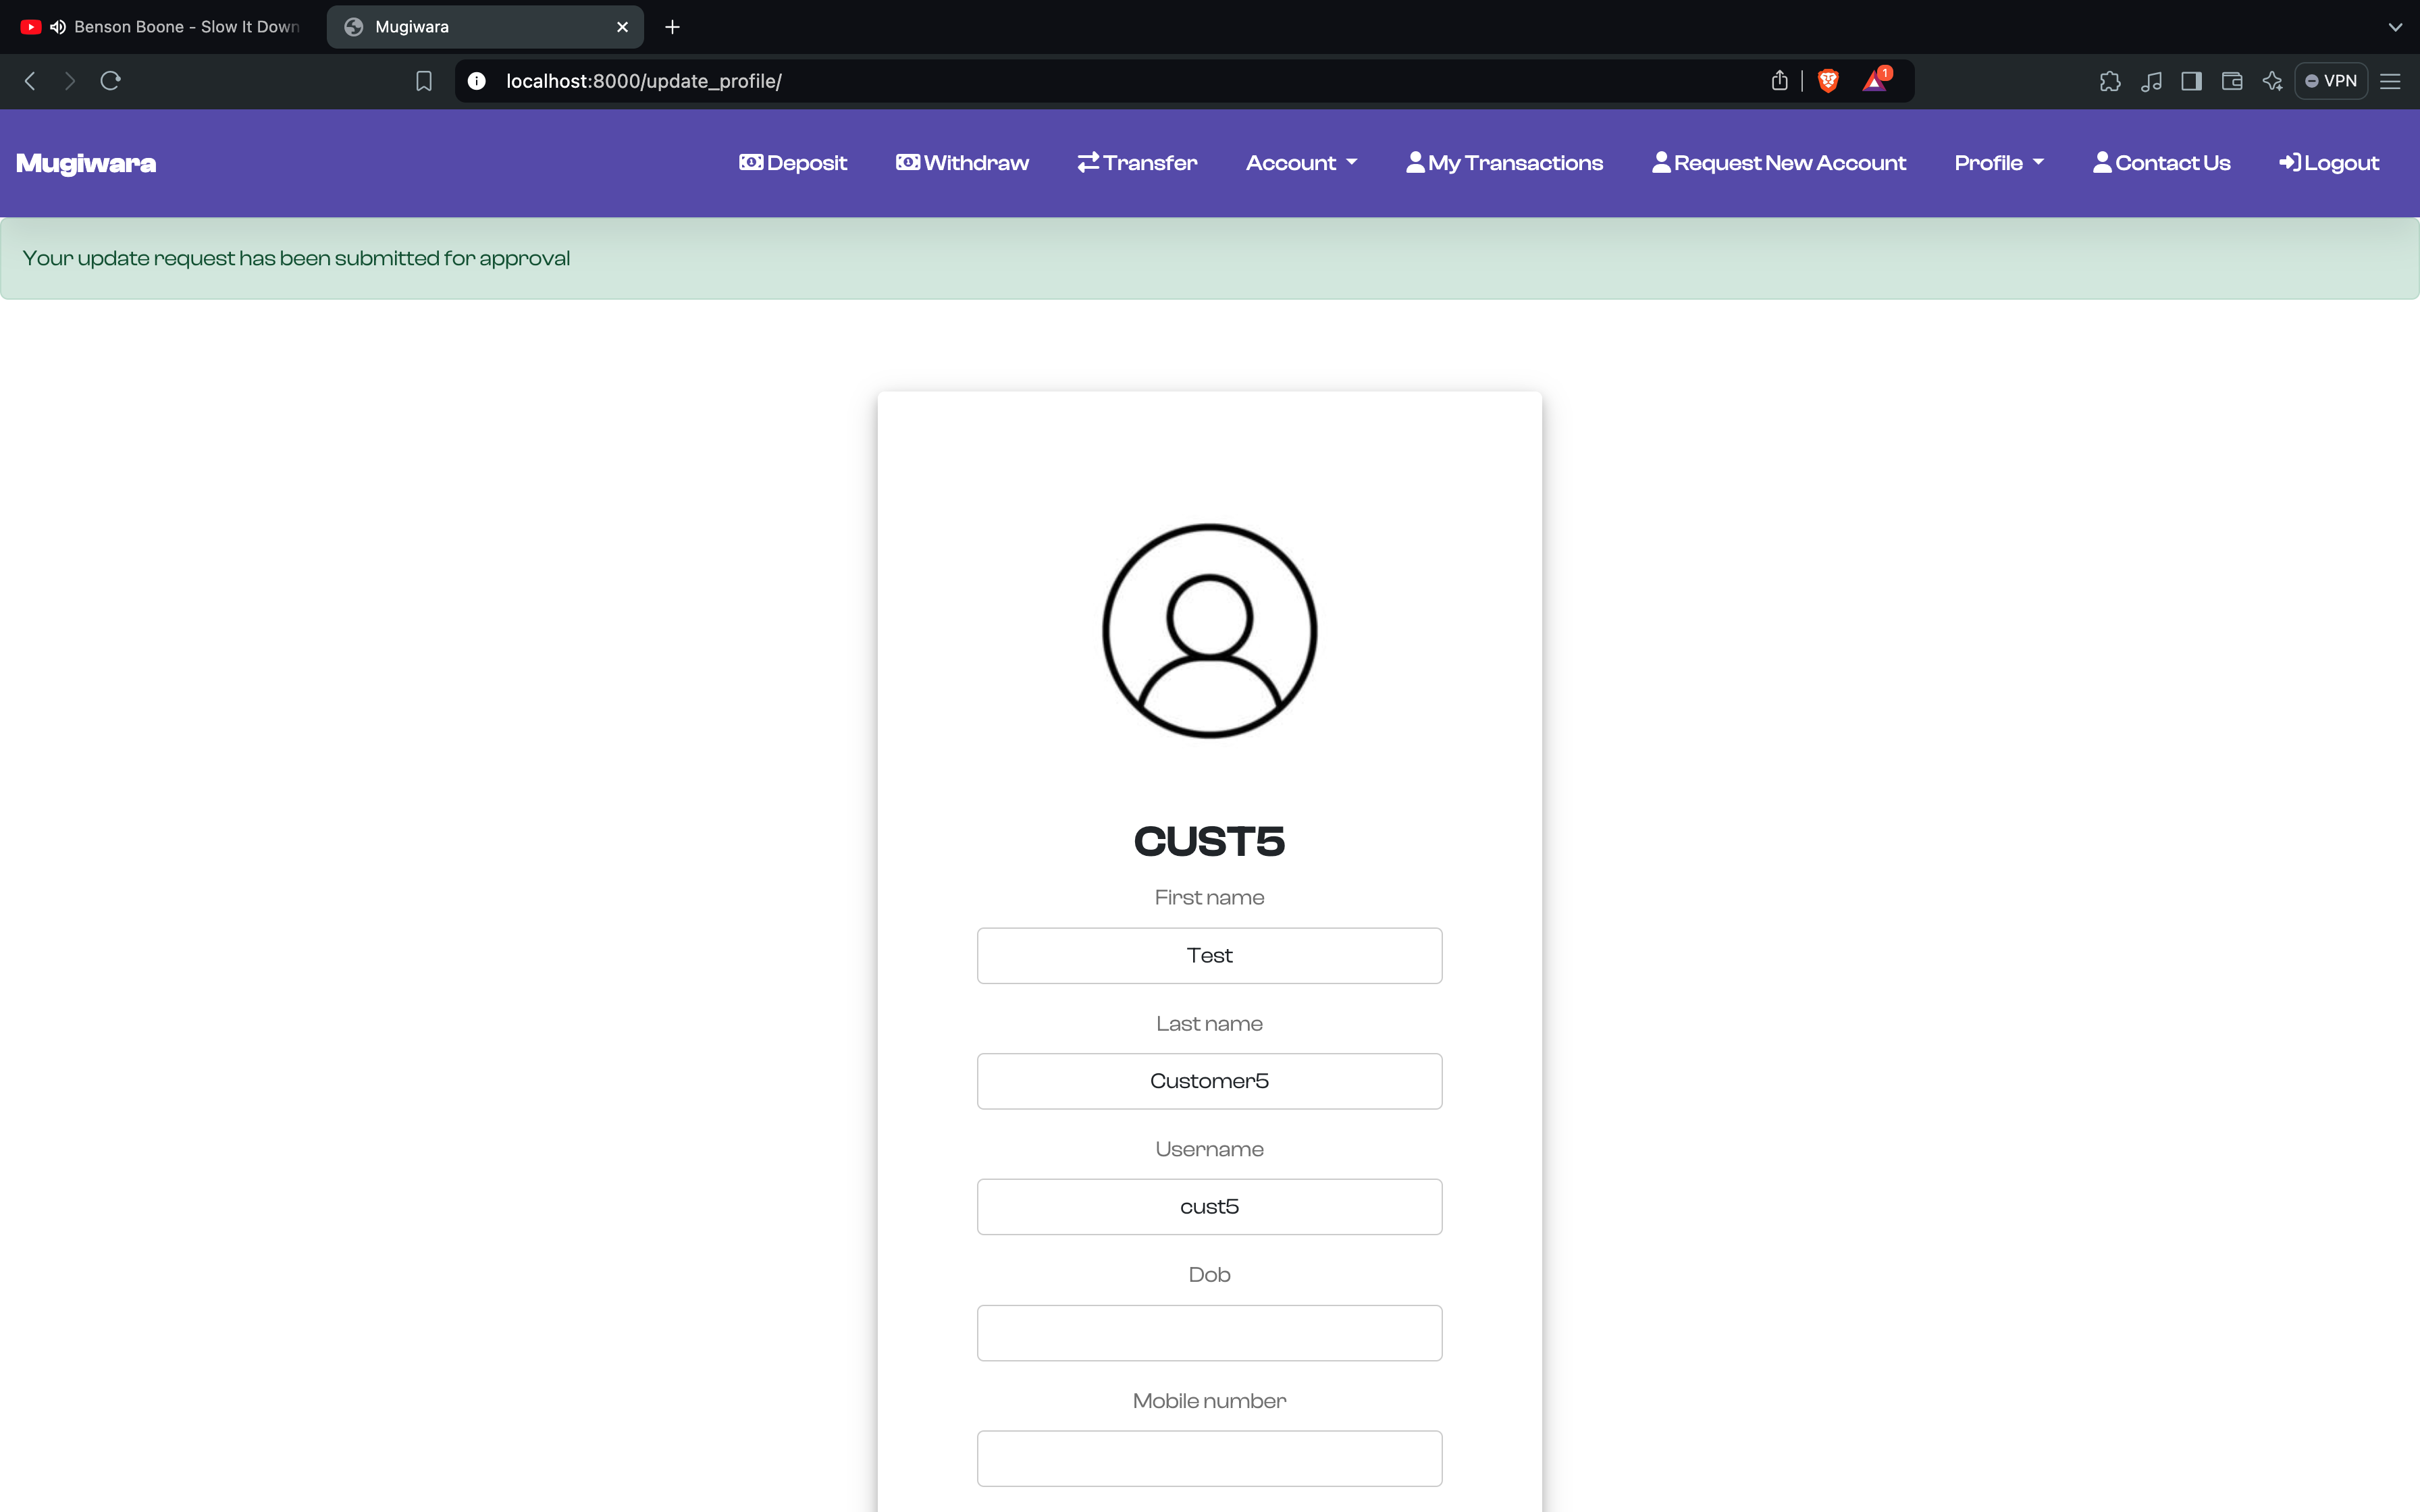 Benson Boone - Slow It Down
Mugiwara
localhost:8000/update_profile/
1
VPN
Mugiwara
Deposit
Withdraw
Transfer
Account
My Transactions
Request New Account
Profile
Contact Us
Logout
Your update request has been submitted for approval
CUST5
First name
Test
Last name
Customer5
Username
cust5
Dob
Mobile number